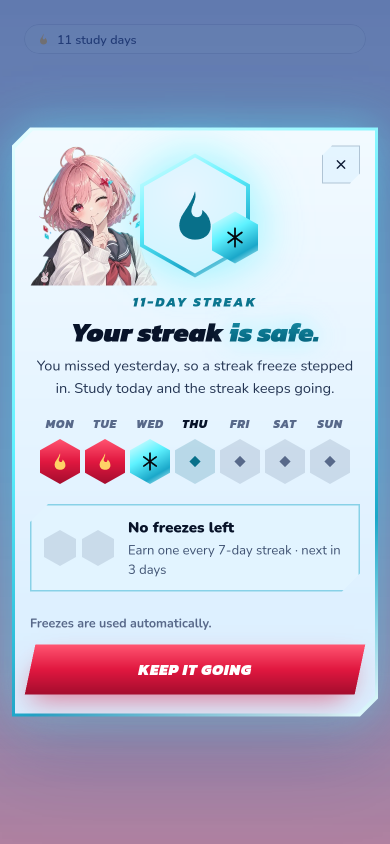 11 study days
11-DAY STREAK
Your streak is safe.
You missed yesterday, so a streak freeze stepped
in. Study today and the streak keeps going.
MON TUE WED THU FRI SAT SUN
No freezes left
Earn one every 7-day streak · next in
3 days
Freezes are used automatically.
KEEP IT GOING